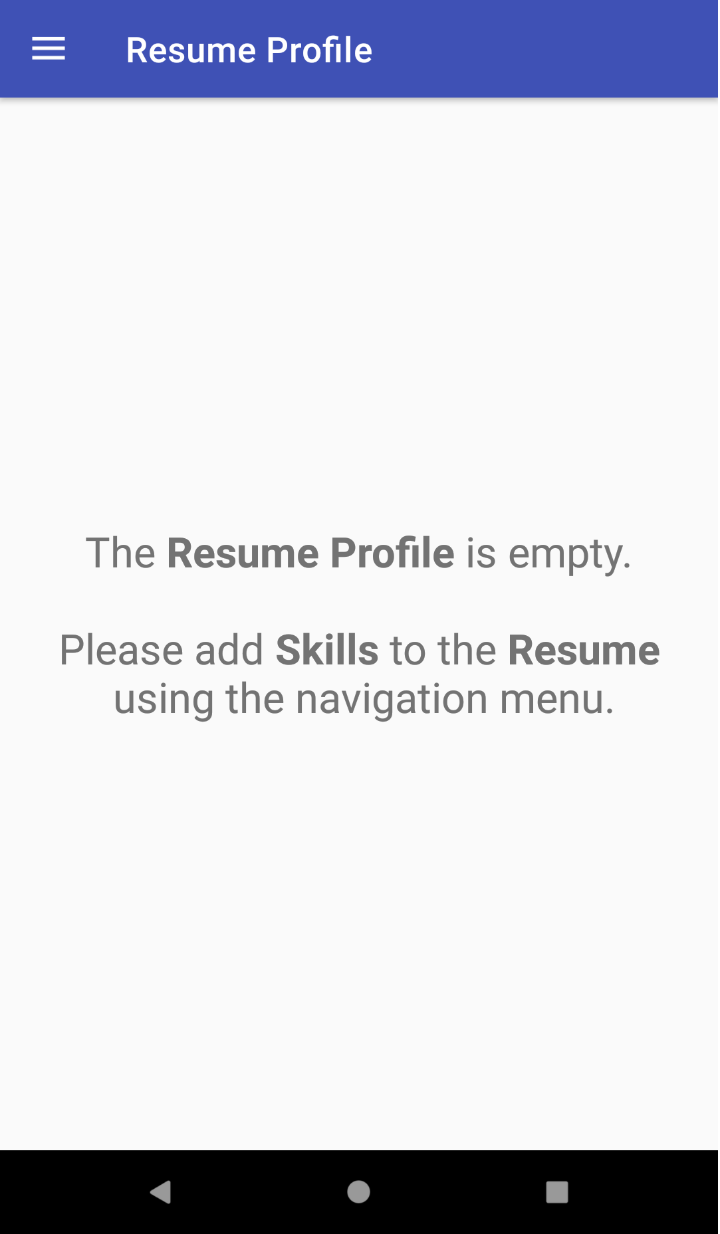 Resume Profile
The Resume Profile is empty.
Please add Skills to the Resume
using the navigation menu.